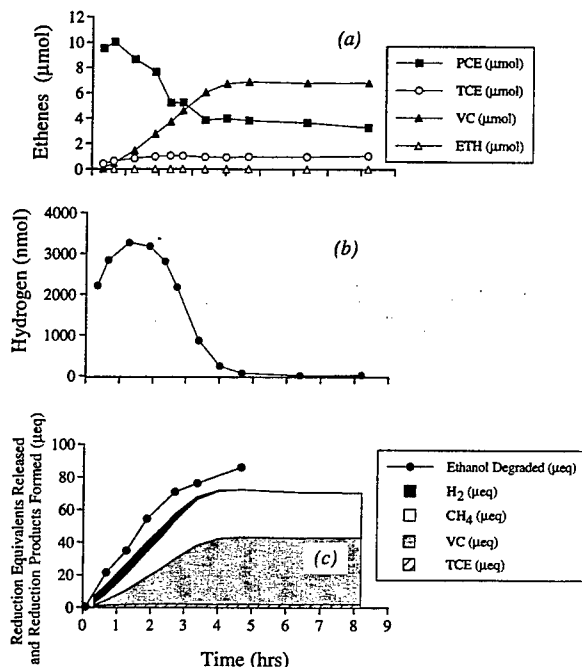 12
10
8
6
4
2
0
Ethenes (μmol)
(a)
PCE (μmol)
TCE (μmol)
VC (μmol)
ETH (μmol)
4000
3000
2000
1000
0
Hydrogen (nmol)
(b)
100
80
60
40
20
0
Reduction Equivalents Released
and Reduction Products Formed (μeq)
(c)
Ethanol Degraded (μeq)
H2 (μeq)
CH4 (μeq)
VC (μeq)
TCE (μeq)
0 1 2 3 4 5 6 7 8 9
Time (hrs)